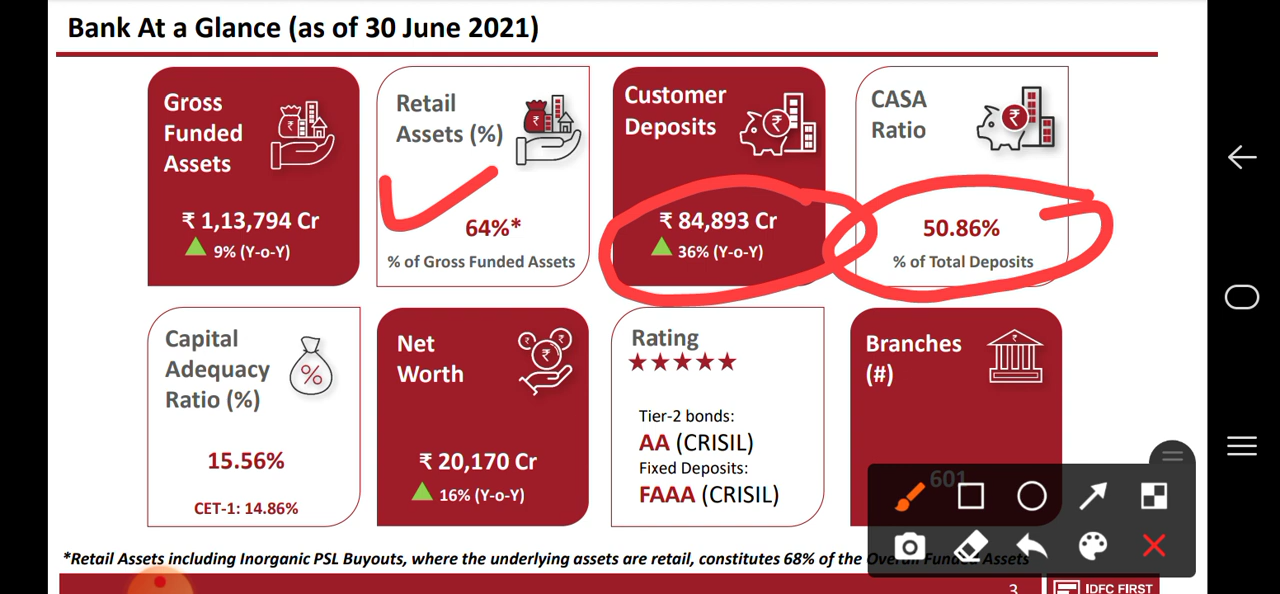 Bank At a Glance (as of 30 June 2021)
Gross
Funded
Assets
₹ 1,13,794 Cr
9% (Y-o-Y)
Retail
Assets (%)
64%*
% of Gross Funded Assets
Customer
Deposits
₹ 84,893 Cr
36% (Y-o-Y)
CASA
Ratio
50.86%
% of Total Deposits
Capital
Adequacy
Ratio (%)
15.56%
CET-1: 14.86%
Net
Worth
₹ 20,170 Cr
16% (Y-o-Y)
Rating
★★★★★
Tier-2 bonds:
AA (CRISIL)
Fixed Deposits:
FAAA (CRISIL)
Branches
(#)
601
*Retail Assets including Inorganic PSL Buyouts, where the underlying assets are retail, constitutes 68% of the Overall Funded Assets
3
IDFC FIRST